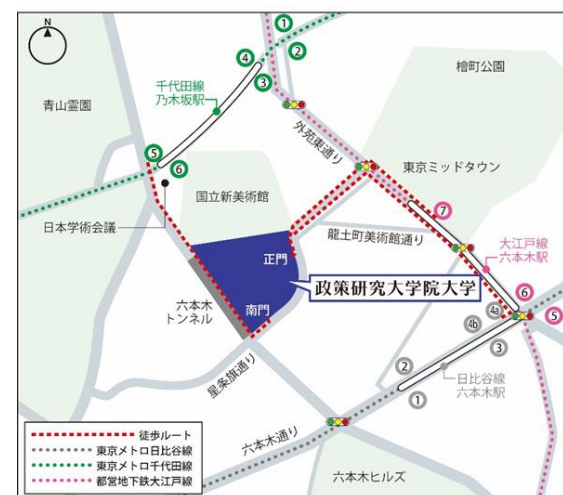 N
①
②
③
④
千代田線
乃木坂駅
檜町公園
青山霊園
外苑東通り
⑤
⑥
東京ミッドタウン
国立新美術館
日本学術会議
⑦
龍土町美術館通り
大江戸線
六本木駅
正門
政策研究大学院大学
六本木
トンネル
南門
⑥
⑤
4a
4b
③
②
①
日比谷線
六本木駅
星条旗通り
六本木通り
六本木ヒルズ
徒歩ルート
東京メトロ日比谷線
東京メトロ千代田線
都営地下鉄大江戸線